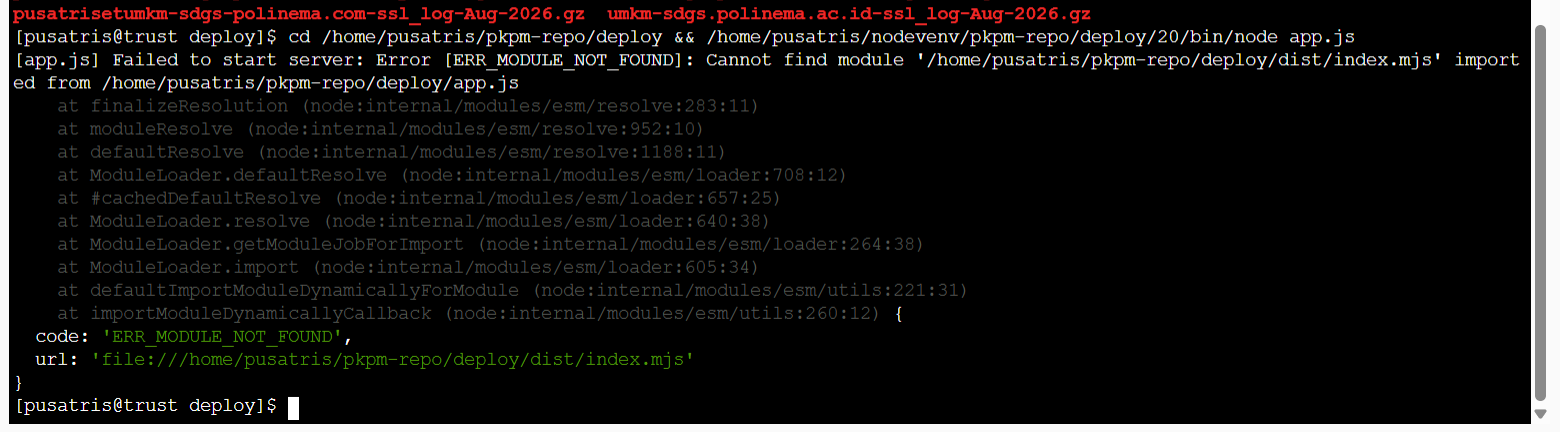 pusatrisetumkm-sdgs-polinema.com-ssl_log-Aug-2026.gz  umkm-sdgs.polinema.ac.id-ssl_log-Aug-2026.gz
[pusatris@trust deploy]$ cd /home/pusatris/pkpm-repo/deploy && /home/pusatris/nodevenv/pkpm-repo/deploy/20/bin/node app.js
[app.js] Failed to start server: Error [ERR_MODULE_NOT_FOUND]: Cannot find module '/home/pusatris/pkpm-repo/deploy/dist/index.mjs' import
ed from /home/pusatris/pkpm-repo/deploy/app.js
    at finalizeResolution (node:internal/modules/esm/resolve:283:11)
    at moduleResolve (node:internal/modules/esm/resolve:952:10)
    at defaultResolve (node:internal/modules/esm/resolve:1188:11)
    at ModuleLoader.defaultResolve (node:internal/modules/esm/loader:708:12)
    at #cachedDefaultResolve (node:internal/modules/esm/loader:657:25)
    at ModuleLoader.resolve (node:internal/modules/esm/loader:640:38)
    at ModuleLoader.getModuleJobForImport (node:internal/modules/esm/loader:264:38)
    at ModuleLoader.import (node:internal/modules/esm/loader:605:34)
    at defaultImportModuleDynamicallyForModule (node:internal/modules/esm/utils:221:31)
    at importModuleDynamicallyCallback (node:internal/modules/esm/utils:260:12) {
  code: 'ERR_MODULE_NOT_FOUND',
  url: 'file:///home/pusatris/pkpm-repo/deploy/dist/index.mjs'
}
[pusatris@trust deploy]$